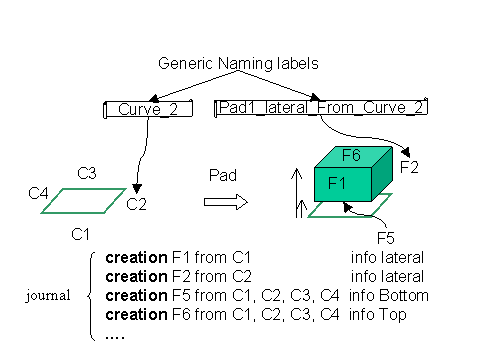 Generic Naming labels
Curve_2
Pad1_lateral_From_Curve_2
F6
F2
C3
Pad
F1
C4
C2
C1
F5
creation F1 from C1 info lateral
creation F2 from C2 info lateral
journal
creation F5 from C1, C2, C3, C4 info Bottom
creation F6 from C1, C2, C3, C4 info Top
....